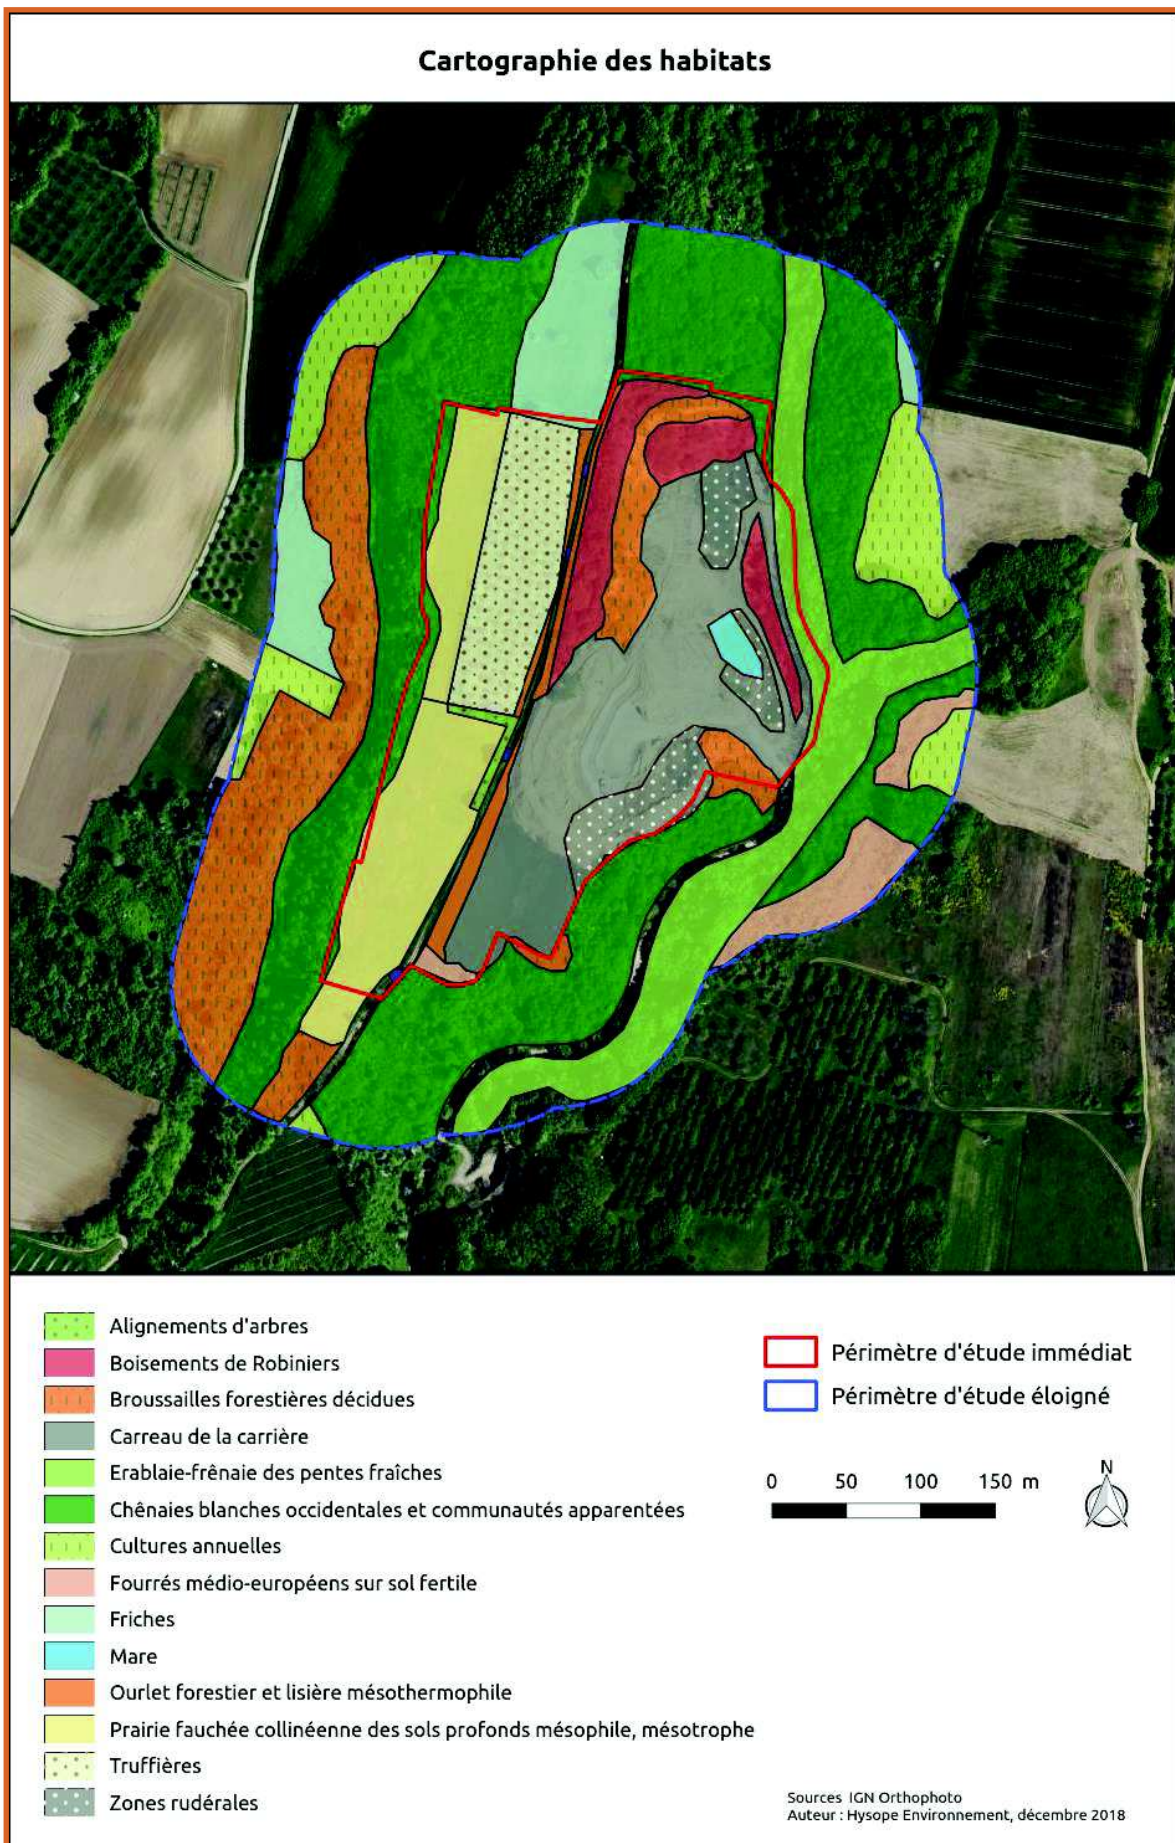 Cartographie des habitats
Alignements d'arbres
Boisements de Robiniers
Broussailles forestières décidues
Carreau de la carrière
Erablaie-frênaie des pentes fraîches
Chênaies blanches occidentales et communautés apparentées
Cultures annuelles
Fourrés médio-européens sur sol fertile
Friches
Mare
Ourlet forestier et lisière mésothermophile
Prairie fauchée collinéenne des sols profonds mésophile, mésotrophe
Truffières
Zones rudérales
Périmètre d'étude immédiat
Périmètre d'étude éloigné
0 50 100 150 m
N
Sources IGN Orthophoto
Auteur : Hysope Environnement, décembre 2018